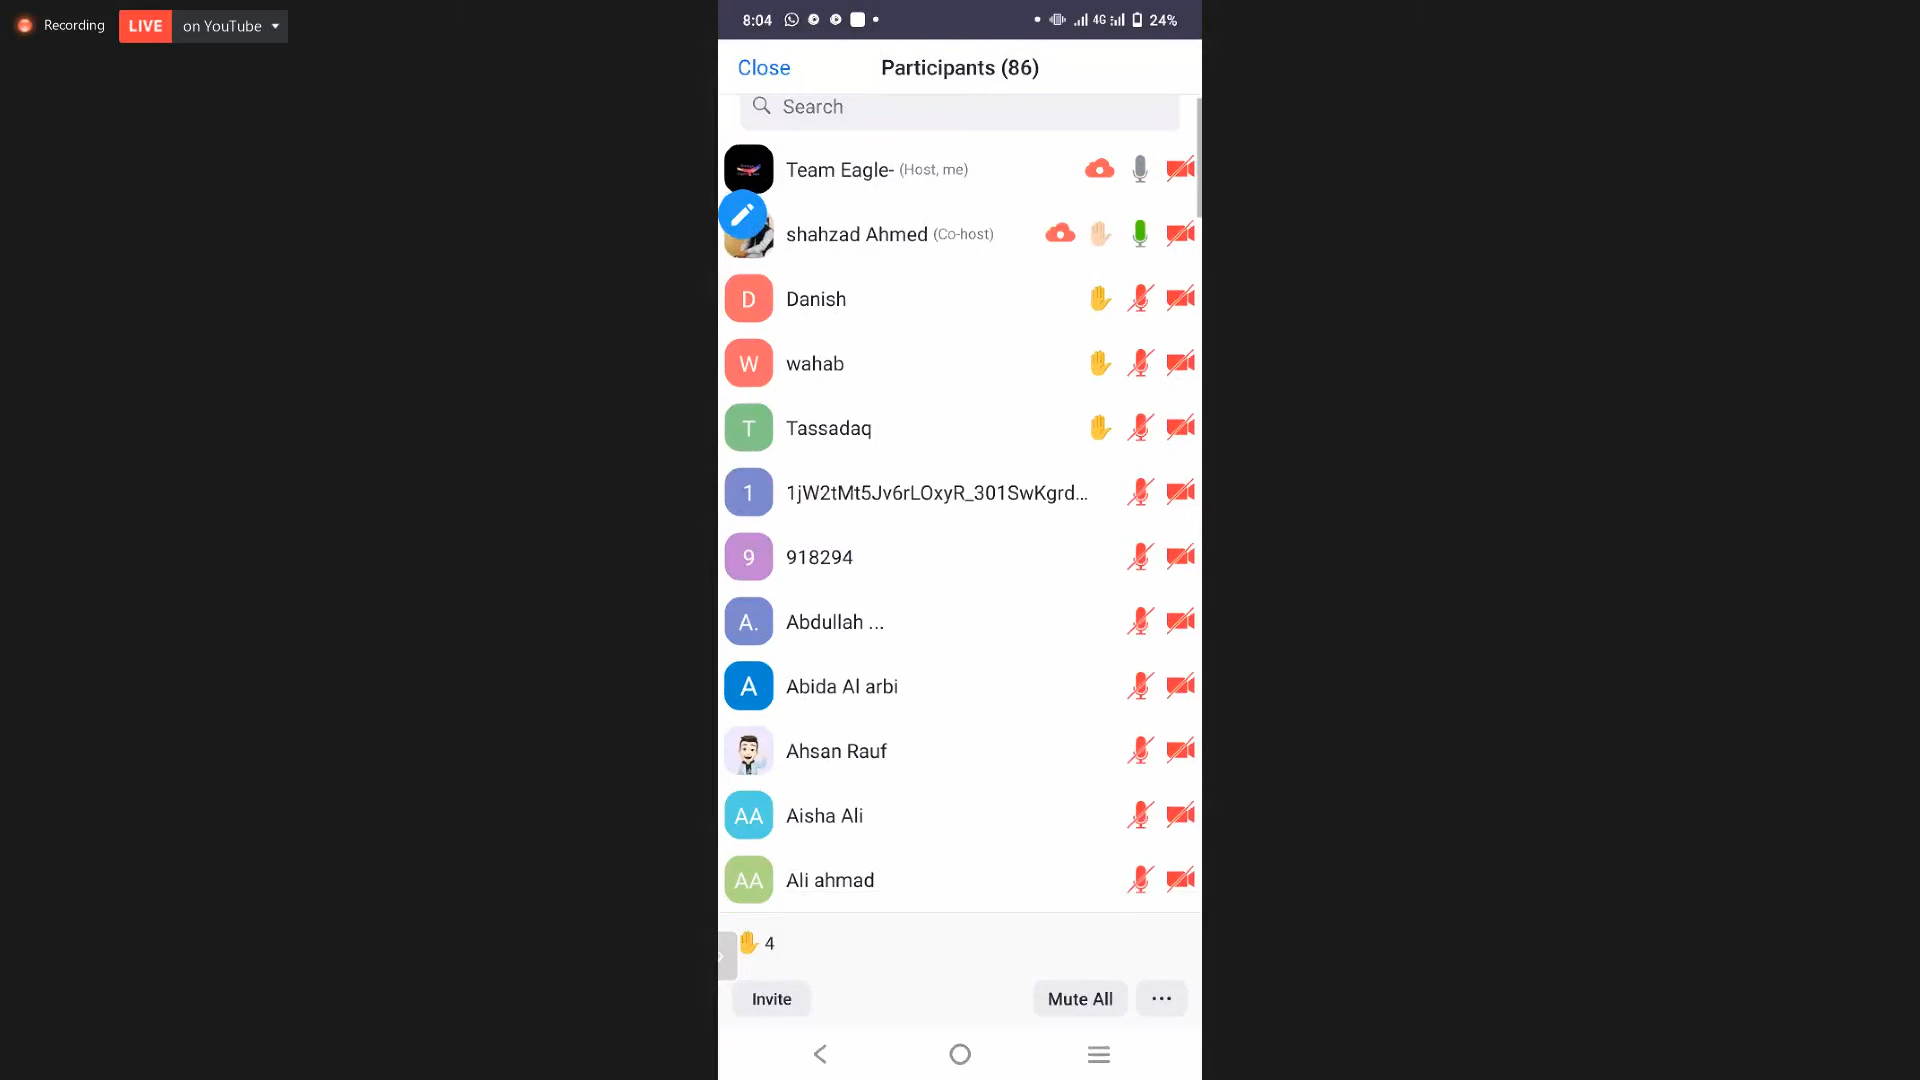 Recording
LIVE on YouTube
8:04
4G 24%
Close
Participants (86)
Search
Team Eagle- (Host, me)
shahzad Ahmed (Co-host)
D Danish
W wahab
T Tassadaq
1 1jW2tMt5Jv6rLOxyR_301SwKgrd...
9 918294
A. Abdullah ...
A Abida Al arbi
Ahsan Rauf
AA Aisha Ali
AA Ali ahmad
4
Invite
Mute All